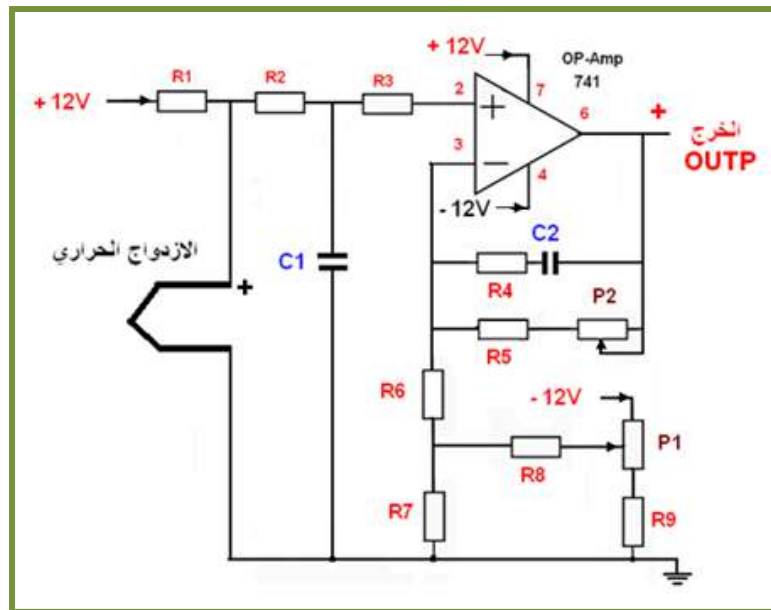 + 12V
OP-Amp
741
R1
R2
R3
2
7
+ 12V
3
6
4
+
الخرج
OUTP
- 12V
الازدواج الحراري
+
C1
C2
R4
P2
R5
R6
- 12V
P1
R8
R7
R9